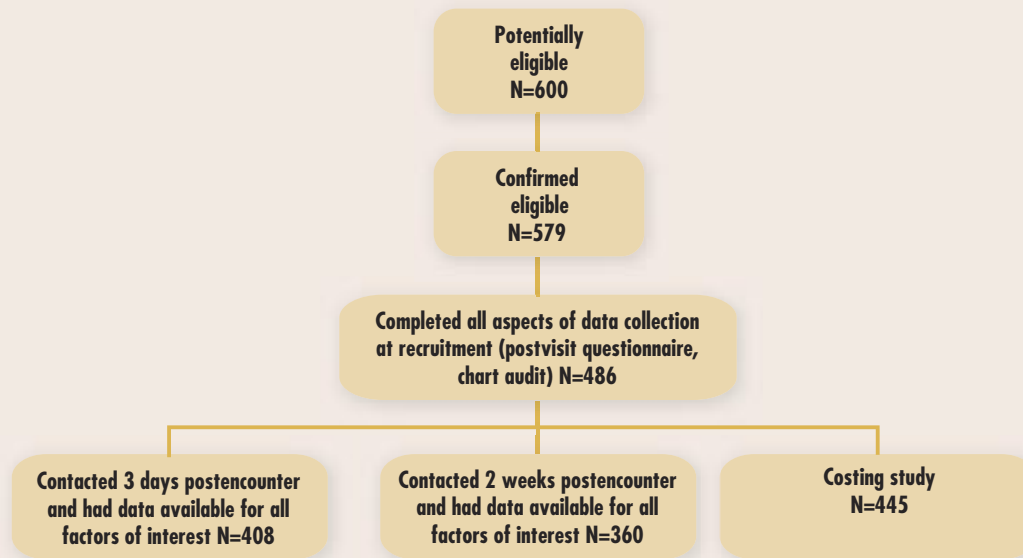 Potentially
eligible
N=600
Confirmed
eligible
N=579
Completed all aspects of data collection
at recruitment (postvisit questionnaire,
chart audit) N=486
Contacted 3 days postencounter
and had data available for all
factors of interest N=408
Contacted 2 weeks postencounter
and had data available for all
factors of interest N=360
Costing study
N=445